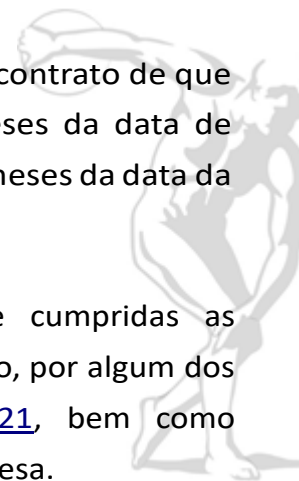 contrato de que
eses da data de
neses da data da
e cumpridas as
o, por algum dos
21, bem como
esa.